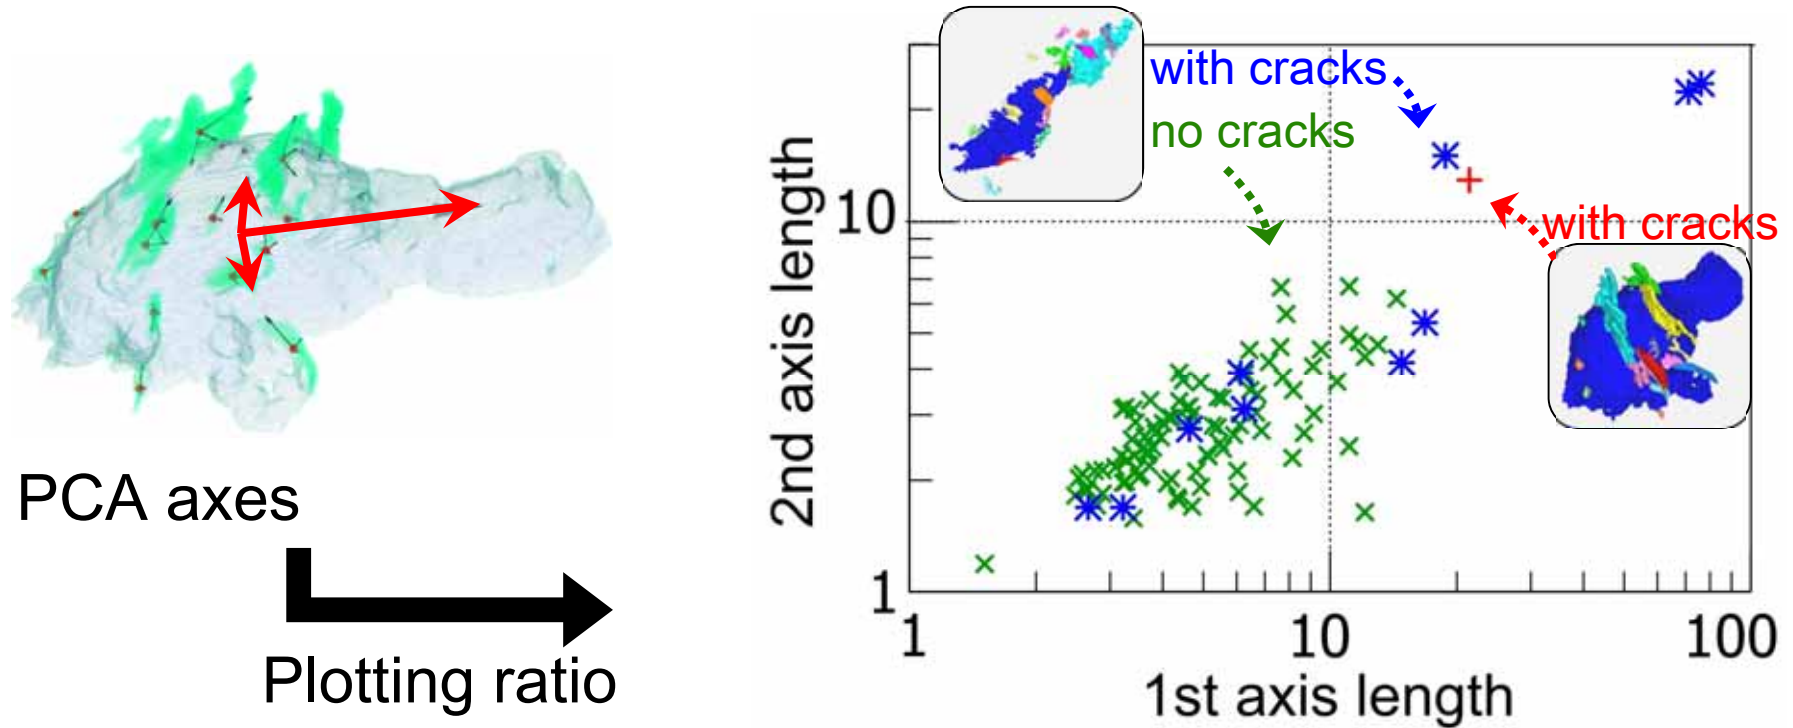 PCA axes
Plotting ratio
with cracks
no cracks
with cracks
2nd axis length
10
1
1
10
100
1st axis length